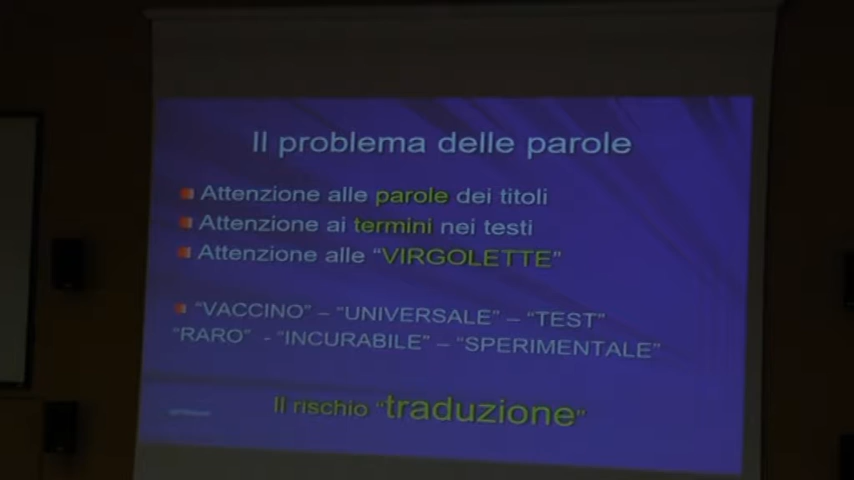 Il problema delle parole
Attenzione alle parole dei titoli
Attenzione ai termini nei testi
Attenzione alle “VIRGOLETTE”
“VACCINO” – “UNIVERSALE” – “TEST”
“RARO” - “INCURABILE” – “SPERIMENTALE”
Il rischio “traduzione”